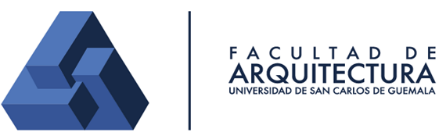 FACULTAD DE
ARQUITECTURA
UNIVERSIDAD DE SAN CARLOS DE GUEMALA